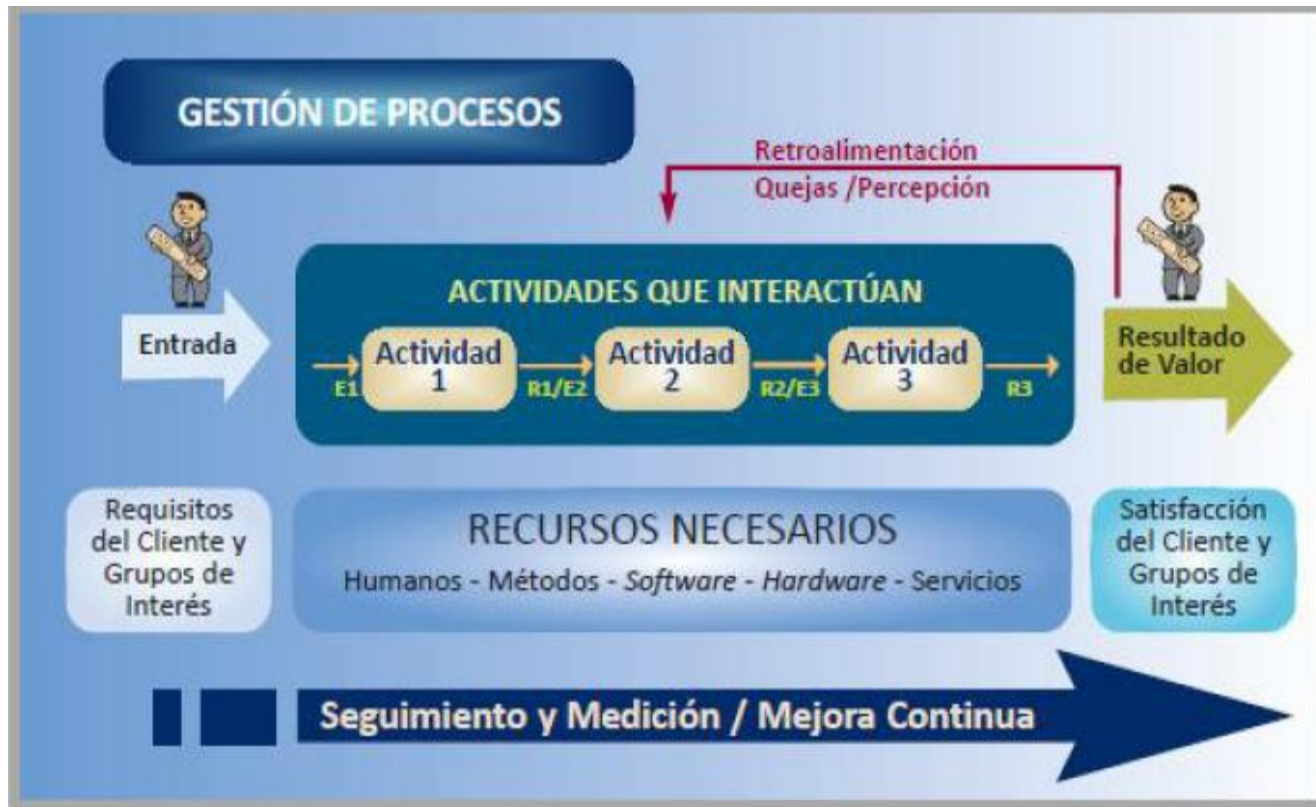 GESTIÓN DE PROCESOS
Retroalimentación
Quejas /Percepción
Entrada
ACTIVIDADES QUE INTERACTÚAN
E1
Actividad
1
R1/E2
Actividad
2
R2/E3
Actividad
3
R3
Resultado
de Valor
Requisitos
del Cliente y
Grupos de
Interés
RECURSOS NECESARIOS
Humanos - Métodos - Software - Hardware - Servicios
Satisfacción
del Cliente y
Grupos de
Interés
Seguimiento y Medición / Mejora Continua